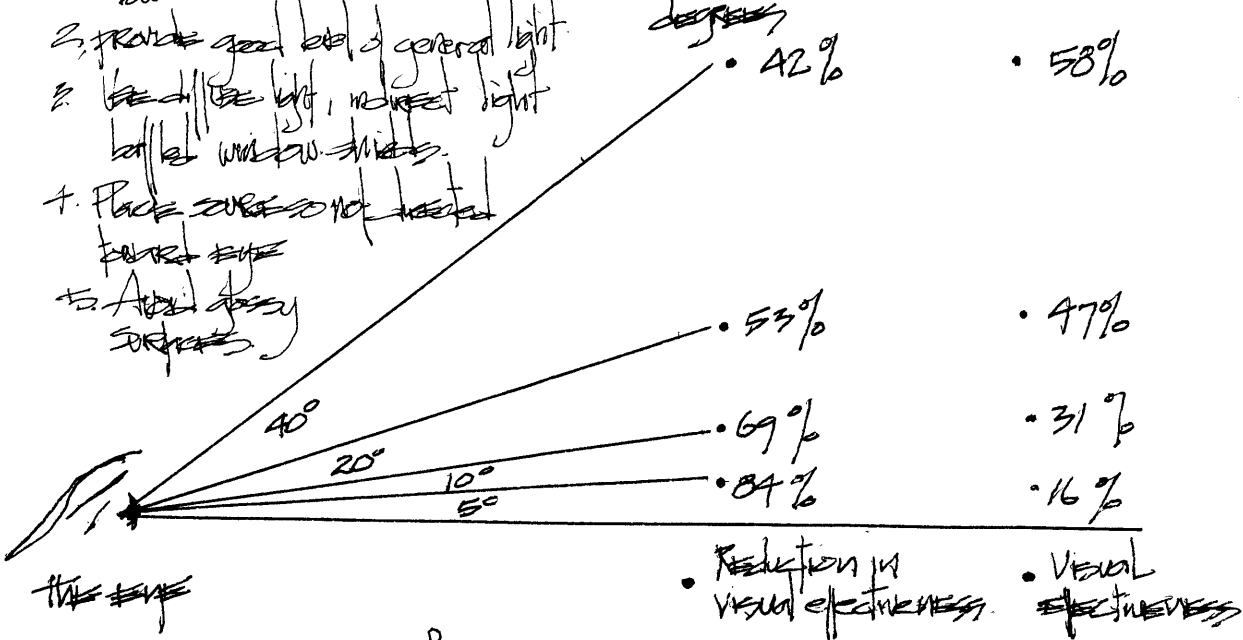 2. Provide good level of general light.
3. Use diffuse light, indirect light
baffled window shields.
4. Place source so not directed
toward eye
5. Avoid glossy
surfaces.
degrees
• 42% • 58%
• 53% • 47%
40°
• 69% • 31%
20°
10° • 84% • 16%
5°
the eye
• Reduction in
visual effectiveness.
• Visual
effectiveness